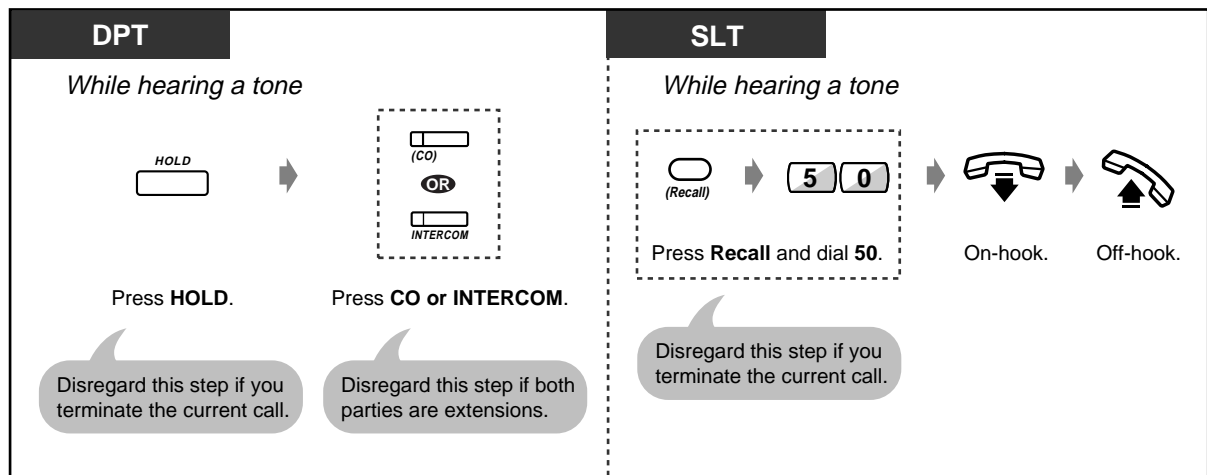 DPT
While hearing a tone
HOLD
(CO)
OR
INTERCOM
Press HOLD.
Press CO or INTERCOM.
Disregard this step if you
terminate the current call.
Disregard this step if both
parties are extensions.
SLT
While hearing a tone
(Recall)
5 0
Press Recall and dial 50.
On-hook.
Off-hook.
Disregard this step if you
terminate the current call.